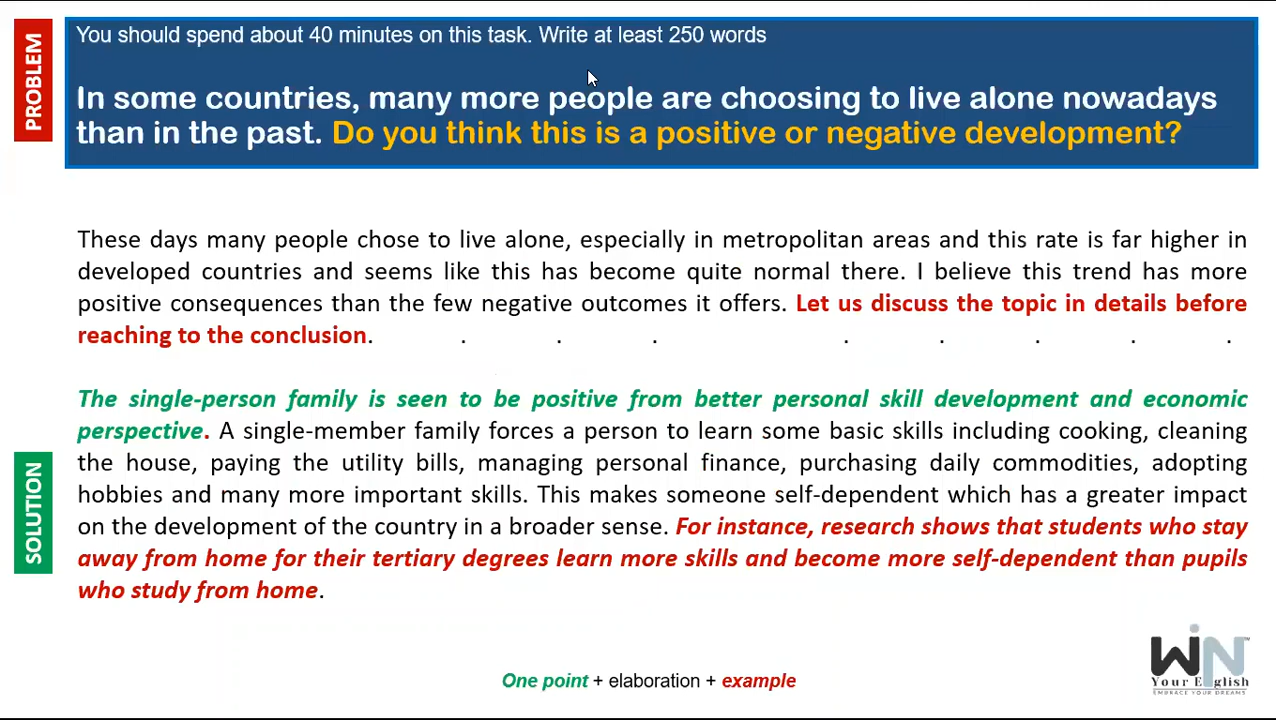 PROBLEM
You should spend about 40 minutes on this task. Write at least 250 words
In some countries, many more people are choosing to live alone nowadays
than in the past. Do you think this is a positive or negative development?
These days many people chose to live alone, especially in metropolitan areas and this rate is far higher in
developed countries and seems like this has become quite normal there. I believe this trend has more
positive consequences than the few negative outcomes it offers. Let us discuss the topic in details before
reaching to the conclusion. . . . . . . . .
SOLUTION
The single-person family is seen to be positive from better personal skill development and economic
perspective. A single-member family forces a person to learn some basic skills including cooking, cleaning
the house, paying the utility bills, managing personal finance, purchasing daily commodities, adopting
hobbies and many more important skills. This makes someone self-dependent which has a greater impact
on the development of the country in a broader sense. For instance, research shows that students who stay
away from home for their tertiary degrees learn more skills and become more self-dependent than pupils
who study from home.
One point + elaboration + example
WiN
Your English
EMBRACE YOUR DREAMS